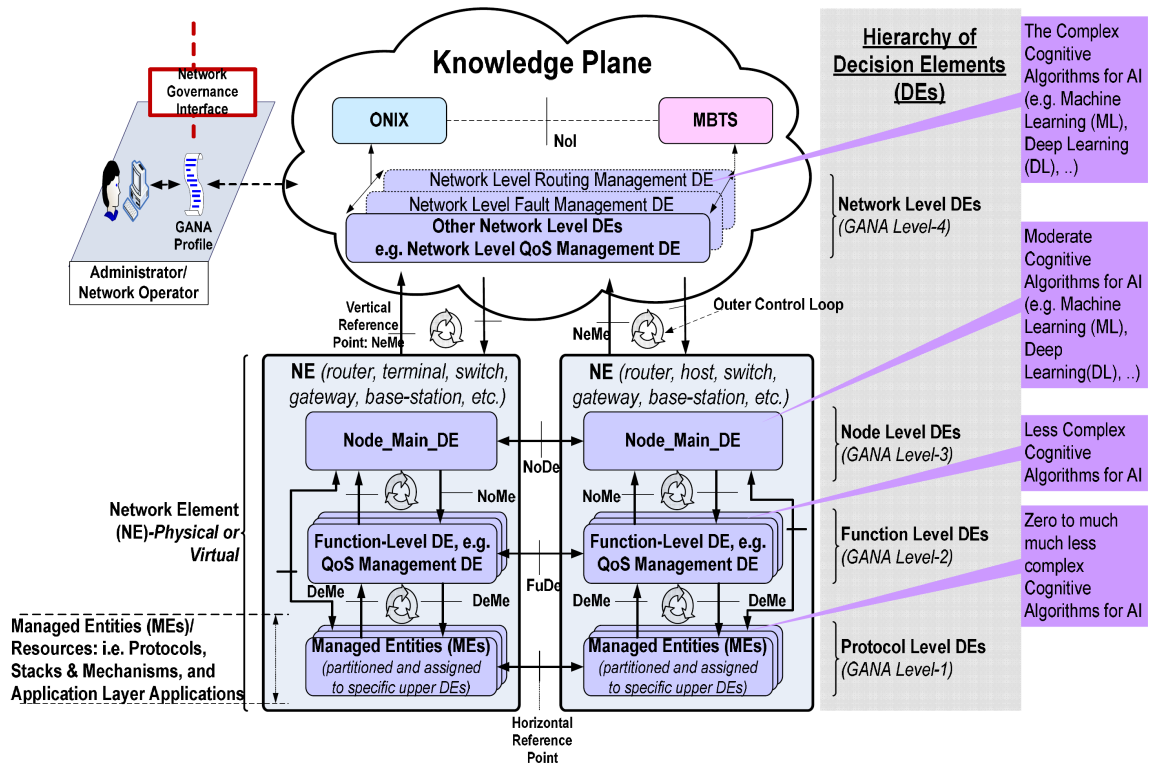 Knowledge Plane
Network
Governance
Interface
ONIX
MBTS
NoI
GANA
Profile
Administrator/
Network Operator
Network Level Routing Management DE
Network Level Fault Management DE
Other Network Level DEs
e.g. Network Level QoS Management DE
Vertical
Reference
Point: NeMe
NeMe
Outer Control Loop
NE (router, terminal, switch,
gateway, base-station, etc.)
NE (router, host, switch,
gateway, base-station, etc.)
Node_Main_DE
Node_Main_DE
NoDe
NoMe
NoMe
NoMe
Network Element
(NE)-Physical or
Virtual
Function-Level DE, e.g.
QoS Management DE
Function-Level DE, e.g.
QoS Management DE
FuDe
DeMe
DeMe
DeMe
Managed Entities (MEs)/
Resources: i.e. Protocols,
Stacks & Mechanisms, and
Application Layer Applications
Managed Entities (MEs)
(partitioned and assigned
to specific upper DEs)
Managed Entities (MEs)
(partitioned and assigned
to specific upper DEs)
Horizontal
Reference
Point
Hierarchy of
Decision Elements
(DEs)
Network Level DEs
(GANA Level-4)
Node Level DEs
(GANA Level-3)
Function Level DEs
(GANA Level-2)
Protocol Level DEs
(GANA Level-1)
The Complex
Cognitive
Algorithms for AI
(e.g. Machine
Learning (ML),
Deep Learning
(DL), ..)
Moderate
Cognitive
Algorithms for AI
(e.g. Machine
Learning (ML),
Deep
Learning(DL), ..)
Less Complex
Cognitive
Algorithms for AI
Zero to much
much less
complex
Cognitive
Algorithms for AI